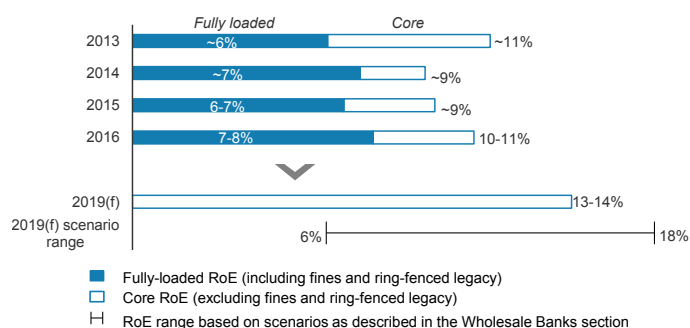 Fully loaded Core
2013 ~6% ~11%
2014 ~7% ~9%
2015 6-7% ~9%
2016 7-8% 10-11%
2019(f) 13-14%
2019(f) scenario
range 6% 18%
Fully-loaded RoE (including fines and ring-fenced legacy)
Core RoE (excluding fines and ring-fenced legacy)
RoE range based on scenarios as described in the Wholesale Banks section